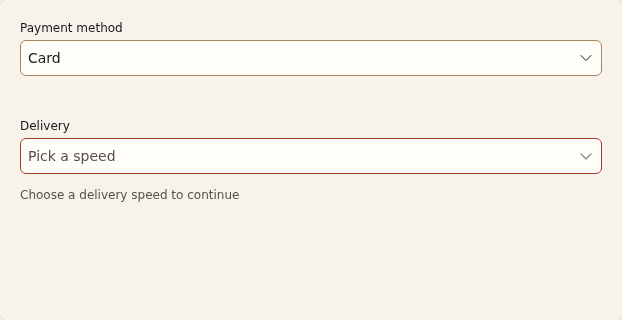 Payment method
Card
Delivery
Pick a speed
Choose a delivery speed to continue